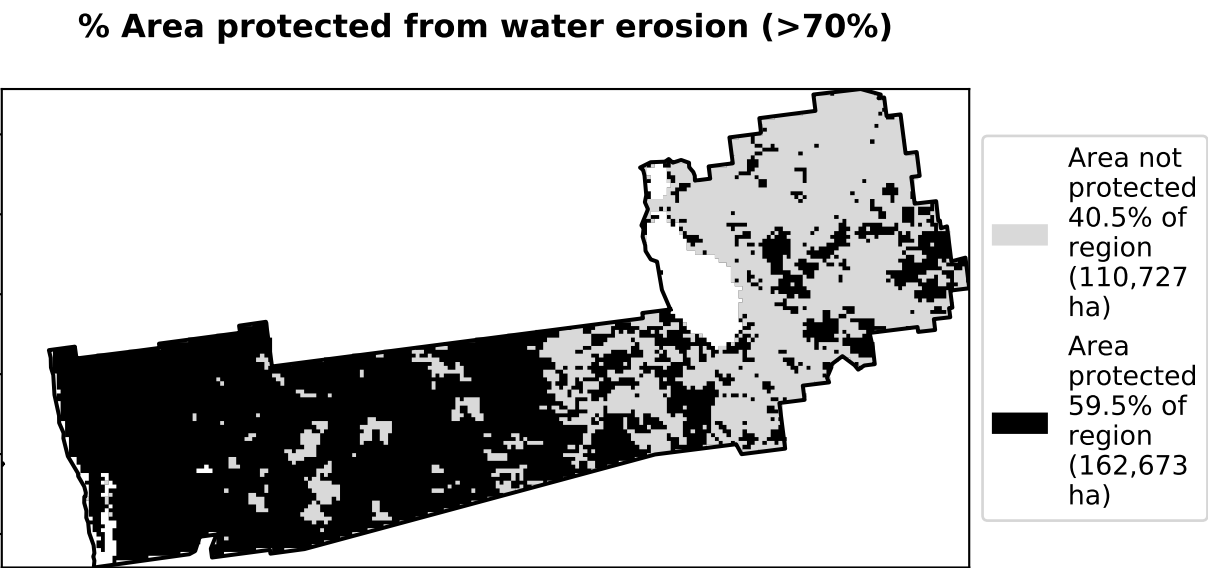 % Area protected from water erosion (>70%)
Area not
protected
40.5% of
region
(110,727
ha)
Area
protected
59.5% of
region
(162,673
ha)